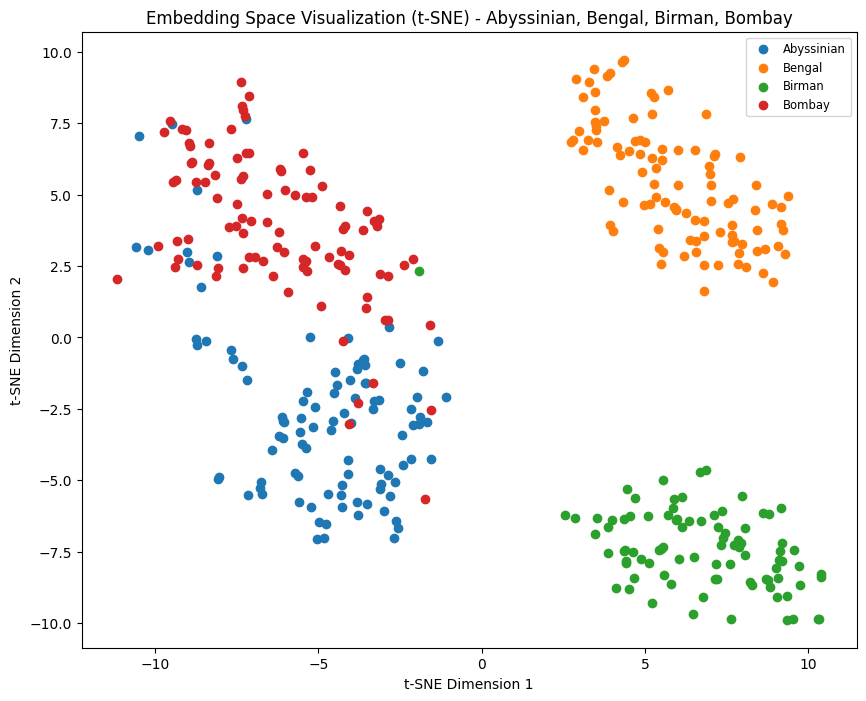 Embedding Space Visualization (t-SNE) - Abyssinian, Bengal, Birman, Bombay
Abyssinian
Bengal
Birman
Bombay
10.0
7.5
5.0
2.5
0.0
−2.5
−5.0
−7.5
−10.0
t-SNE Dimension 2
−10
−5
0
5
10
t-SNE Dimension 1